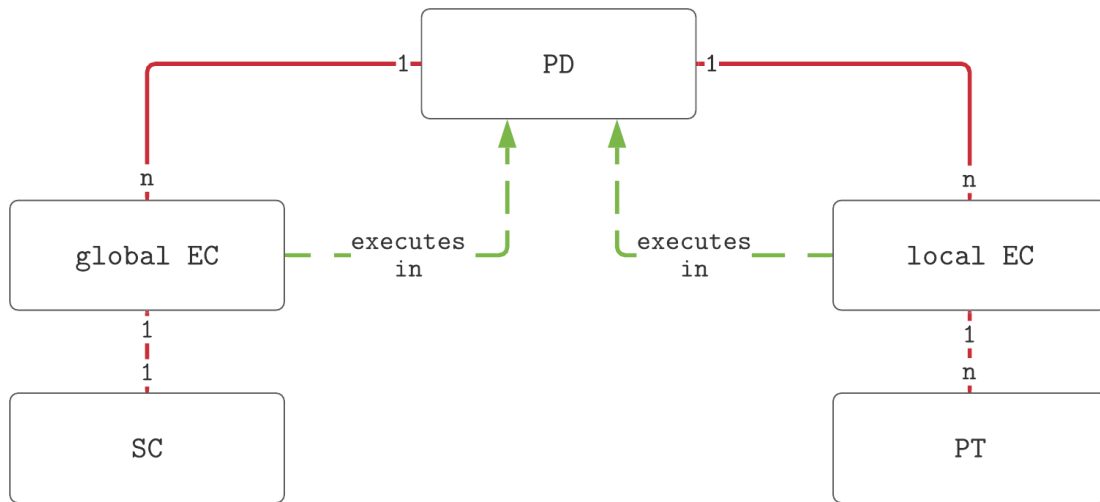 PD
1
1
n
n
global EC
executes
in
executes
in
local EC
1
1
1
n
SC
PT